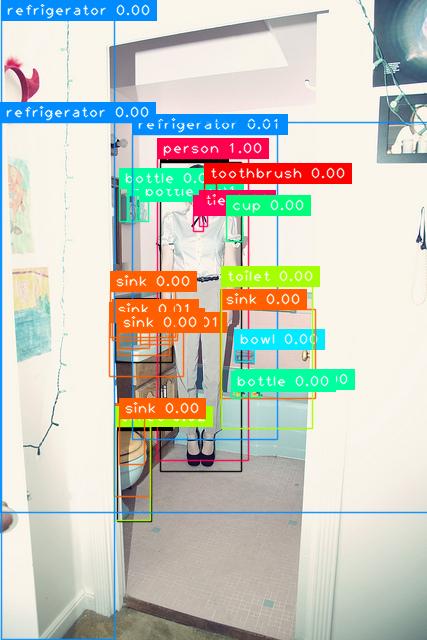 refrigerator 0.00
refrigerator 0.00
refrigerator 0.01
person 1.00
toothbrush 0.00
bottle 0.0
bottle
tie
cup 0.00
toilet 0.00
sink 0.00
sink 0.00
sink 0.01
sink 0.00
bowl 0.00
bottle 0.00
sink 0.00